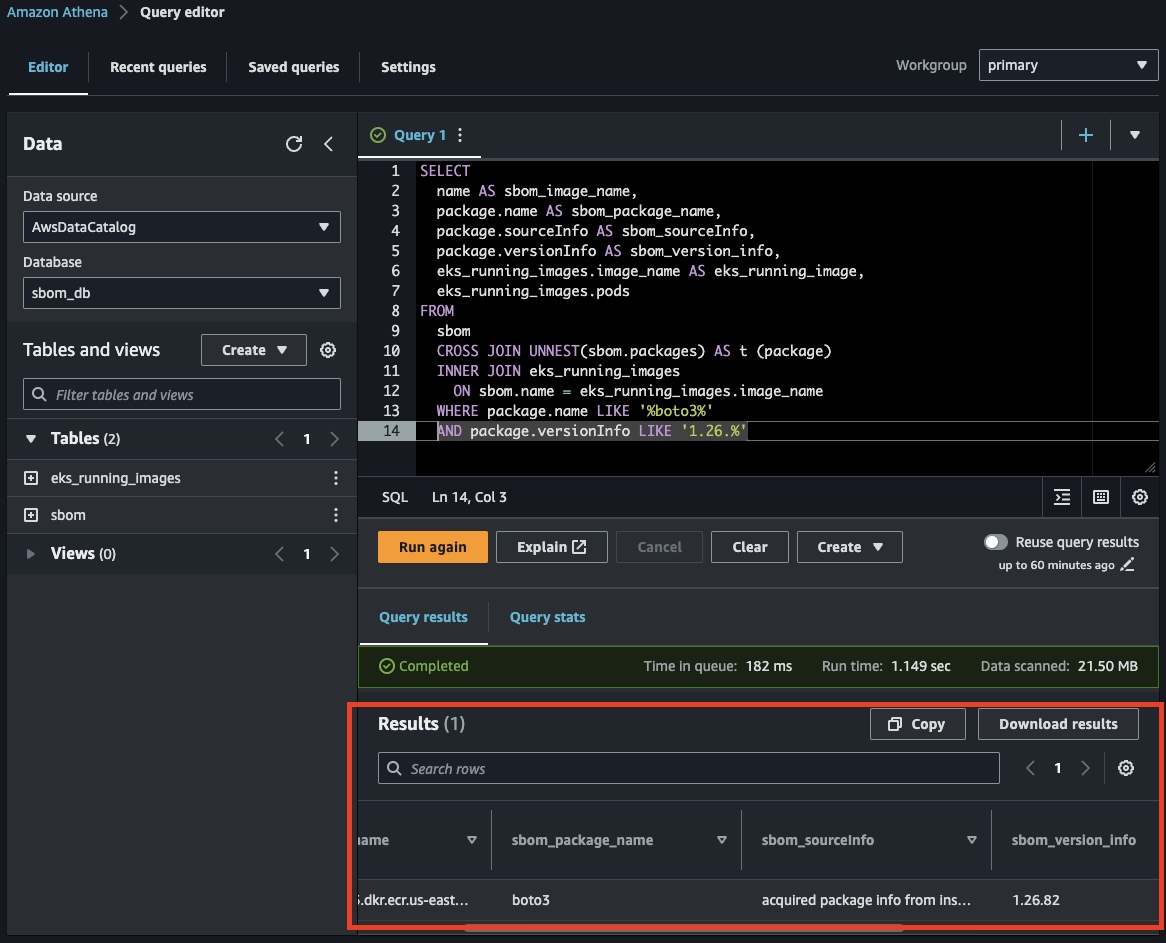 Amazon Athena > Query editor
Editor Recent queries Saved queries Settings
Workgroup primary
Data
Data source
AwsDataCatalog
Database
sbom_db
Tables and views Create
Filter tables and views
Tables (2) < 1 >
eks_running_images
sbom
Views (0) < 1 >
Query 1
1 SELECT
2 name AS sbom_image_name,
3 package.name AS sbom_package_name,
4 package.sourceInfo AS sbom_sourceInfo,
5 package.versionInfo AS sbom_version_info,
6 eks_running_images.image_name AS eks_running_image,
7 eks_running_images.pods
8 FROM
9 sbom
10 CROSS JOIN UNNEST(sbom.packages) AS t (package)
11 INNER JOIN eks_running_images
12 ON sbom.name = eks_running_images.image_name
13 WHERE package.name LIKE '%boto3%'
14 AND package.versionInfo LIKE '1.26.%'
SQL Ln 14, Col 3
Run again Explain Cancel Clear Create
Reuse query results
up to 60 minutes ago
Query results Query stats
Completed Time in queue: 182 ms Run time: 1.149 sec Data scanned: 21.50 MB
Results (1) Copy Download results
Search rows < 1 >
name sbom_package_name sbom_sourceInfo sbom_version_info
.dkr.ecr.us-east... boto3 acquired package info from ins... 1.26.82